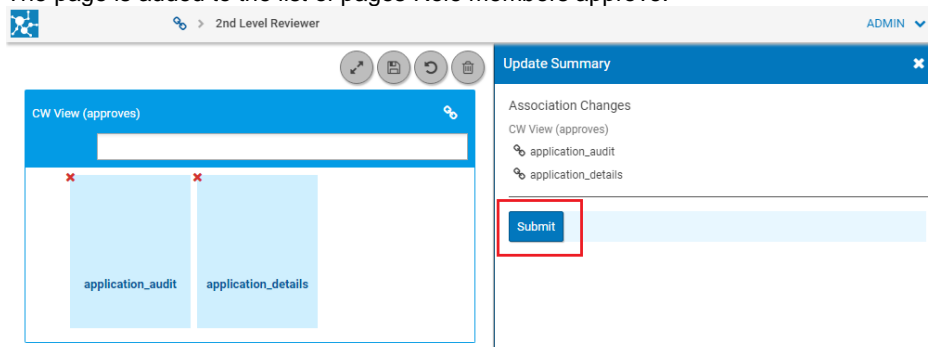 The page is added to the list of pages Role members approve.
> 2nd Level Reviewer
ADMIN
Update Summary
CW View (approves)
Association Changes
CW View (approves)
application_audit
application_details
Submit
application_audit
application_details